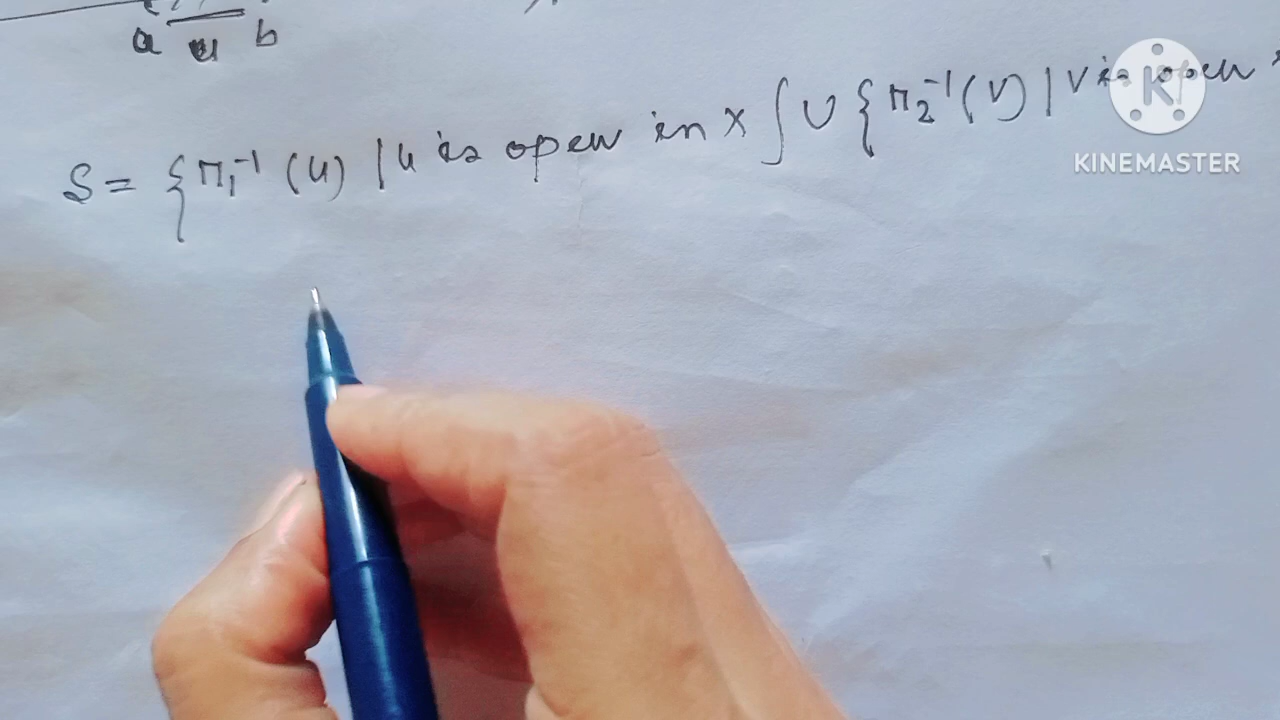 a u b
S = { π₁⁻¹ (U) | U is open in X } ∪ { π₂⁻¹ (V) | V is open
KINEMASTER